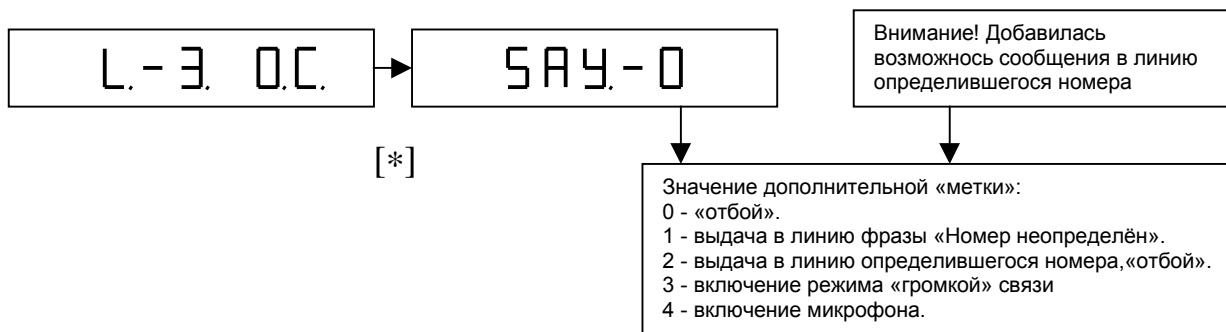 L.-3. 0.C.
SAY.-0
Внимание! Добавилась
возможнось сообщения в линию
определившегося номера
[*]
Значение дополнительной «метки»:
0 - «отбой».
1 - выдача в линию фразы «Номер неопределён».
2 - выдача в линию определившегося номера,«отбой».
3 - включение режима «громкой» связи
4 - включение микрофона.